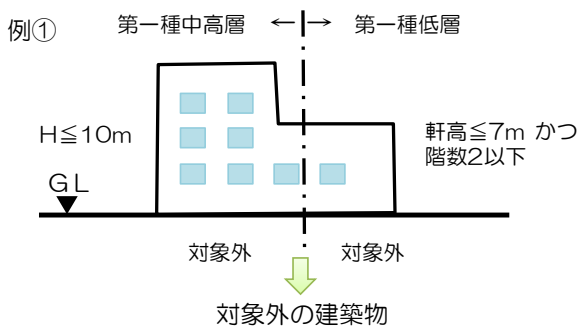 例①
第一種中高層 ←¦→ 第一種低層
H≦10m
軒高≦7m かつ
階数2以下
GL
対象外 対象外
対象外の建築物